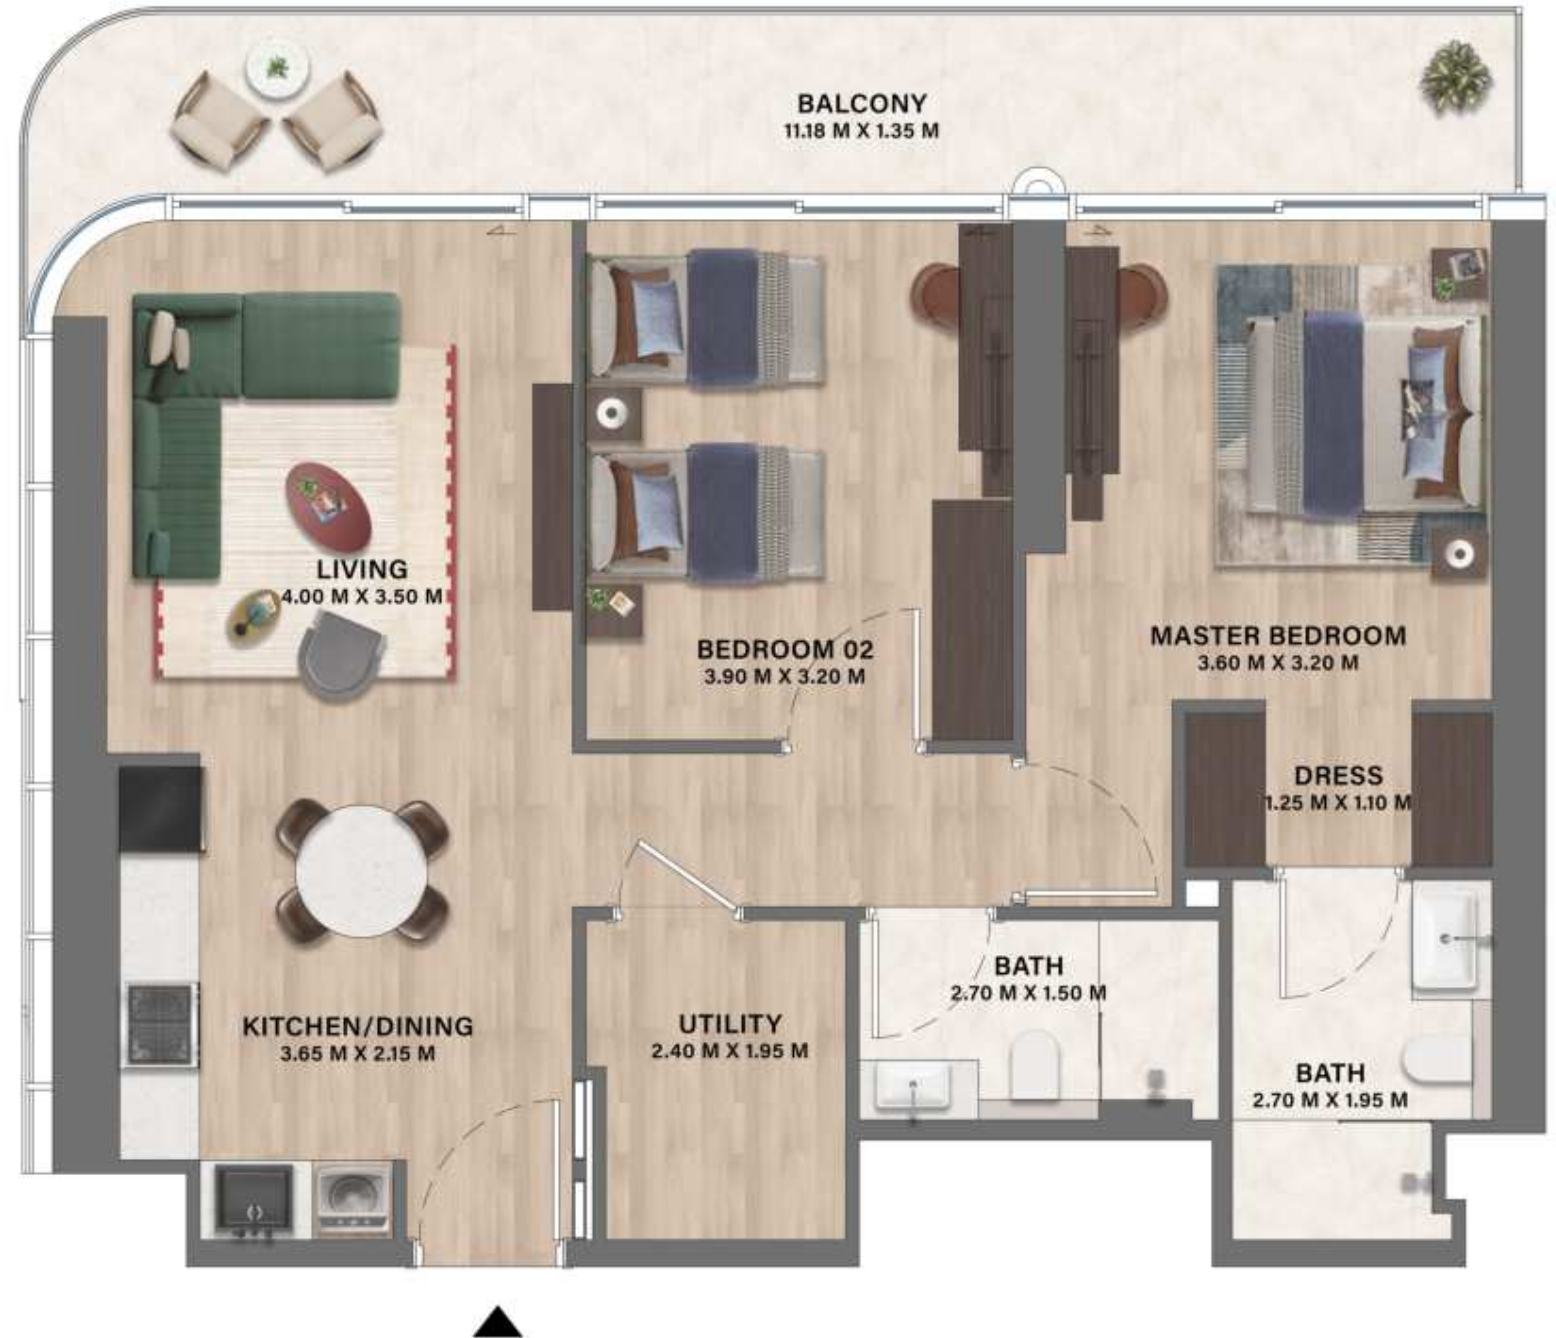 BALCONY
11.18 M X 1.35 M
LIVING
4.00 M X 3.50 M
BEDROOM 02
3.90 M X 3.20 M
MASTER BEDROOM
3.60 M X 3.20 M
DRESS
1.25 M X 1.10 M
KITCHEN/DINING
3.65 M X 2.15 M
UTILITY
2.40 M X 1.95 M
BATH
2.70 M X 1.50 M
BATH
2.70 M X 1.95 M